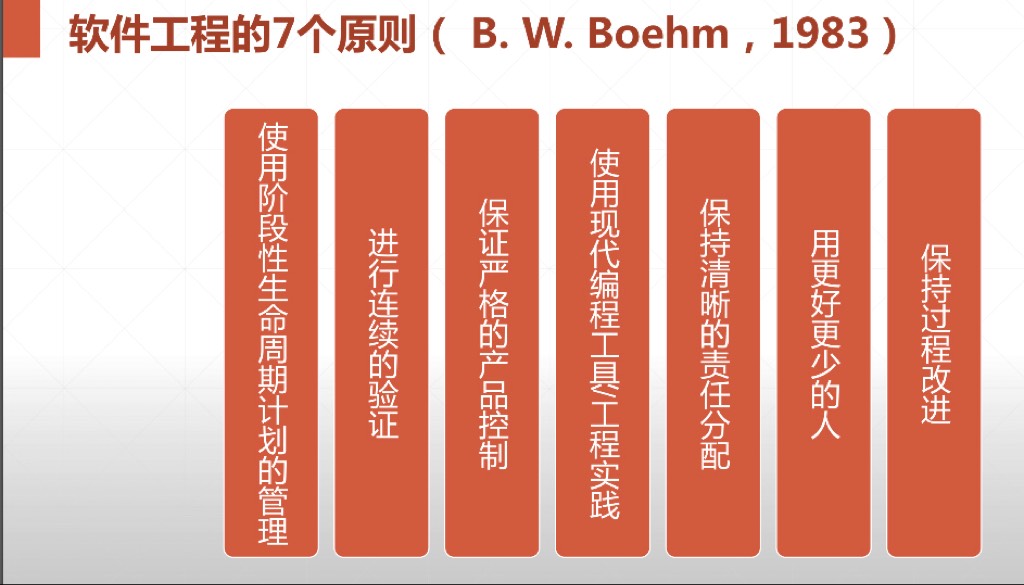 软件工程的7个原则（ B. W. Boehm，1983）
使用阶段性生命周期计划的管理
进行连续的验证
保证严格的产品控制
使用现代编程工具/工程实践
保持清晰的责任分配
用更好更少的人
保持过程改进